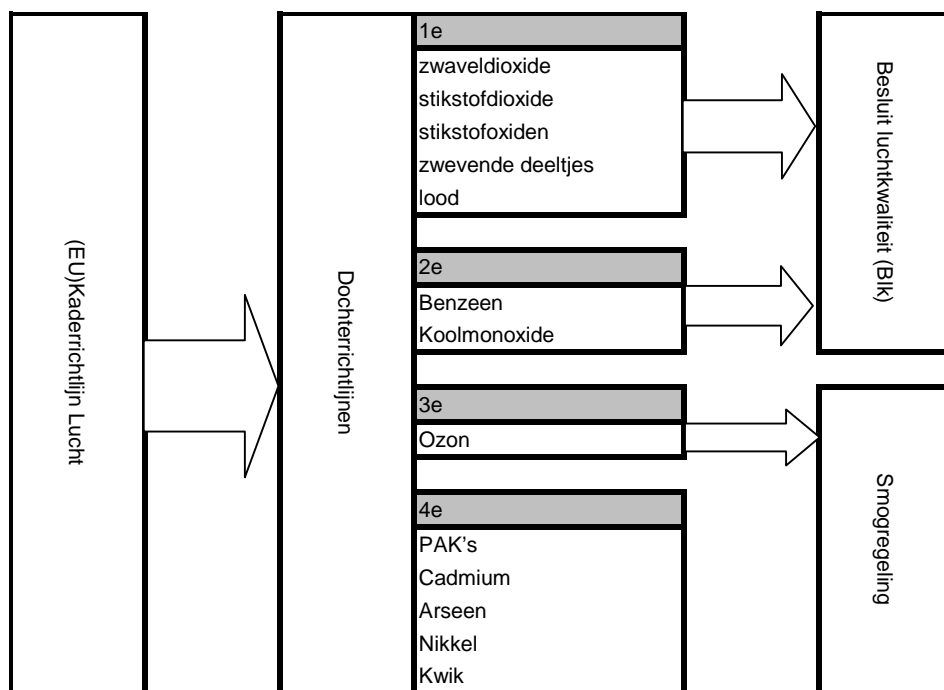 (EU)Kaderrichtlijn Lucht
Dochterrichtlijnen
1e
zwaveldioxide
stikstofdioxide
stikstofoxiden
zwevende deeltjes
lood
2e
Benzeen
Koolmonoxide
3e
Ozon
4e
PAK's
Cadmium
Arseen
Nikkel
Kwik
Besluit luchtkwaliteit (Blk)
Smogregeling